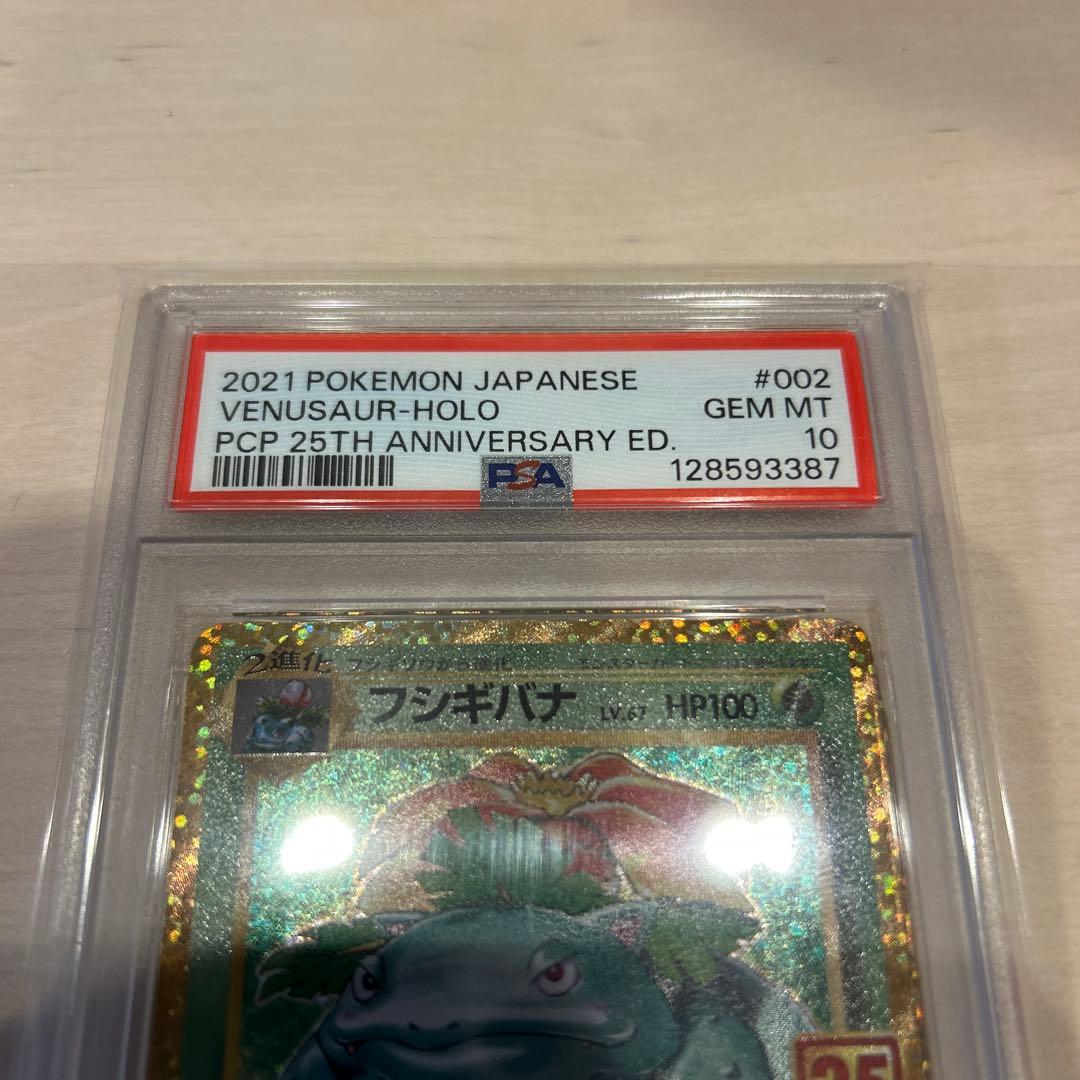 2021 POKEMON JAPANESE #002
VENUSAUR-HOLO GEM MT
PCP 25TH ANNIVERSARY ED. 10
PSA 128593387
2進化 フシギソウから進化
フシギバナ LV.67 HP100
25